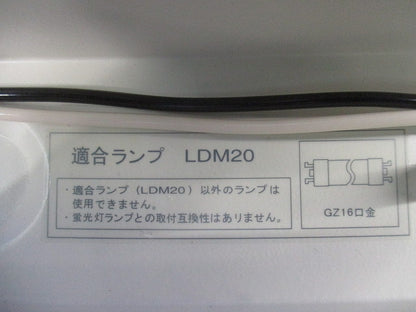 適合ランプ LDM20
・適合ランプ(LDM20)以外のランプは
使用できません。
・蛍光灯ランプとの取付互換性はありません。
GZ16口金